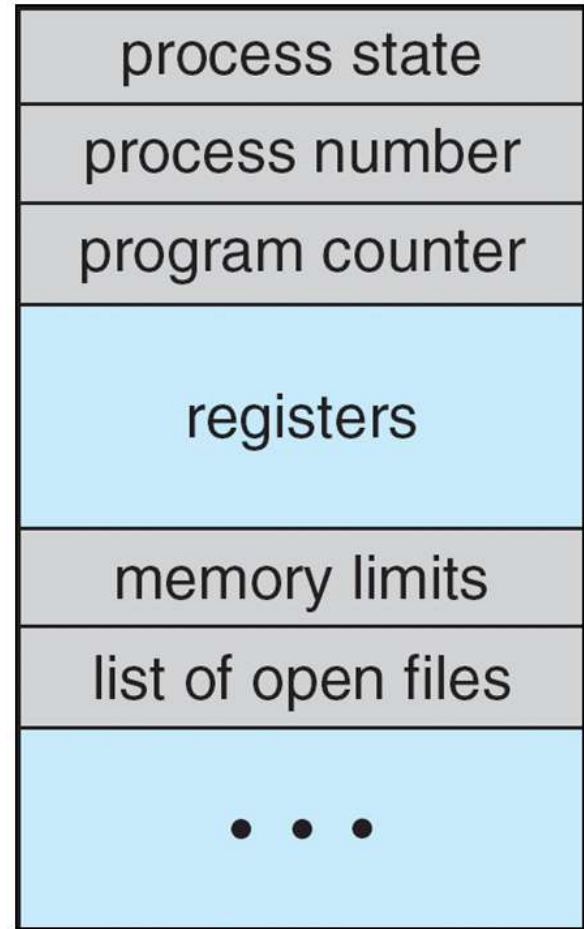 process state
process number
program counter
registers
memory limits
list of open files
• • •